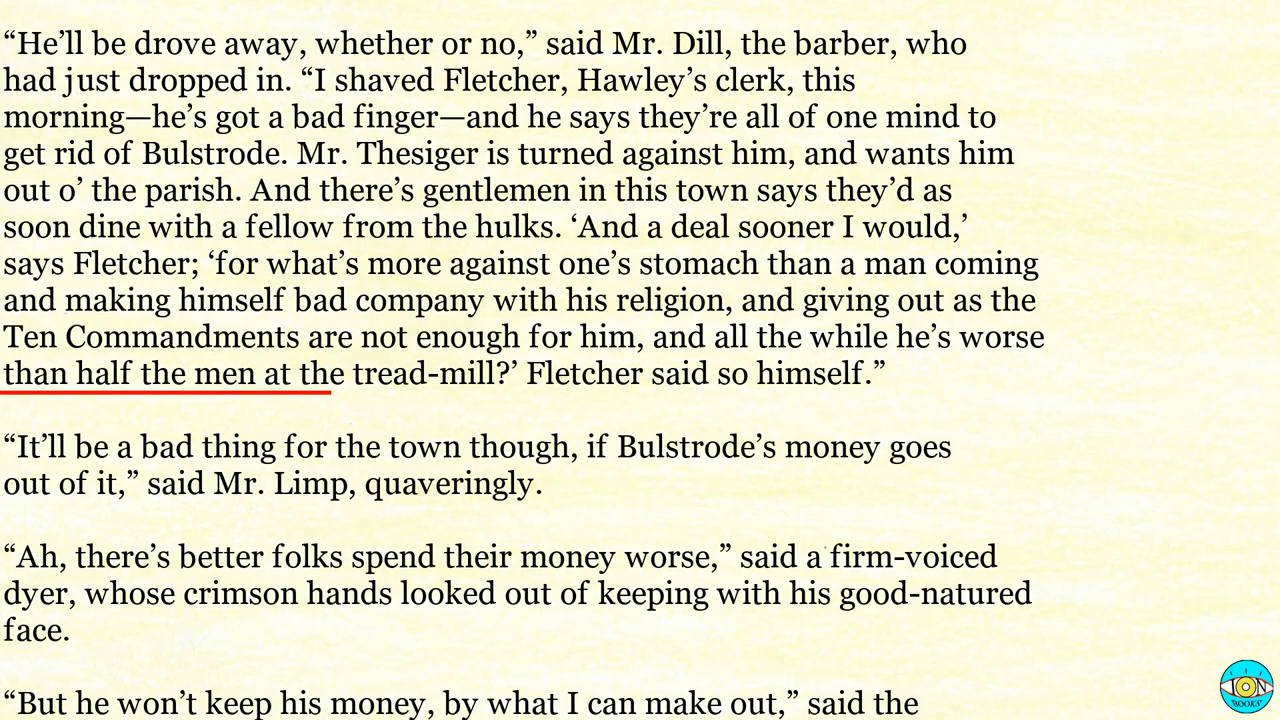 “He’ll be drove away, whether or no,” said Mr. Dill, the barber, who
had just dropped in. “I shaved Fletcher, Hawley’s clerk, this
morning—he’s got a bad finger—and he says they’re all of one mind to
get rid of Bulstrode. Mr. Thesiger is turned against him, and wants him
out o’ the parish. And there’s gentlemen in this town says they’d as
soon dine with a fellow from the hulks. ‘And a deal sooner I would,’
says Fletcher; ‘for what’s more against one’s stomach than a man coming
and making himself bad company with his religion, and giving out as the
Ten Commandments are not enough for him, and all the while he’s worse
than half the men at the tread-mill?’ Fletcher said so himself.”
“It’ll be a bad thing for the town though, if Bulstrode’s money goes
out of it,” said Mr. Limp, quaveringly.
“Ah, there’s better folks spend their money worse,” said a firm-voiced
dyer, whose crimson hands looked out of keeping with his good-natured
face.
“But he won’t keep his money, by what I can make out,” said the
ION
BOOKS